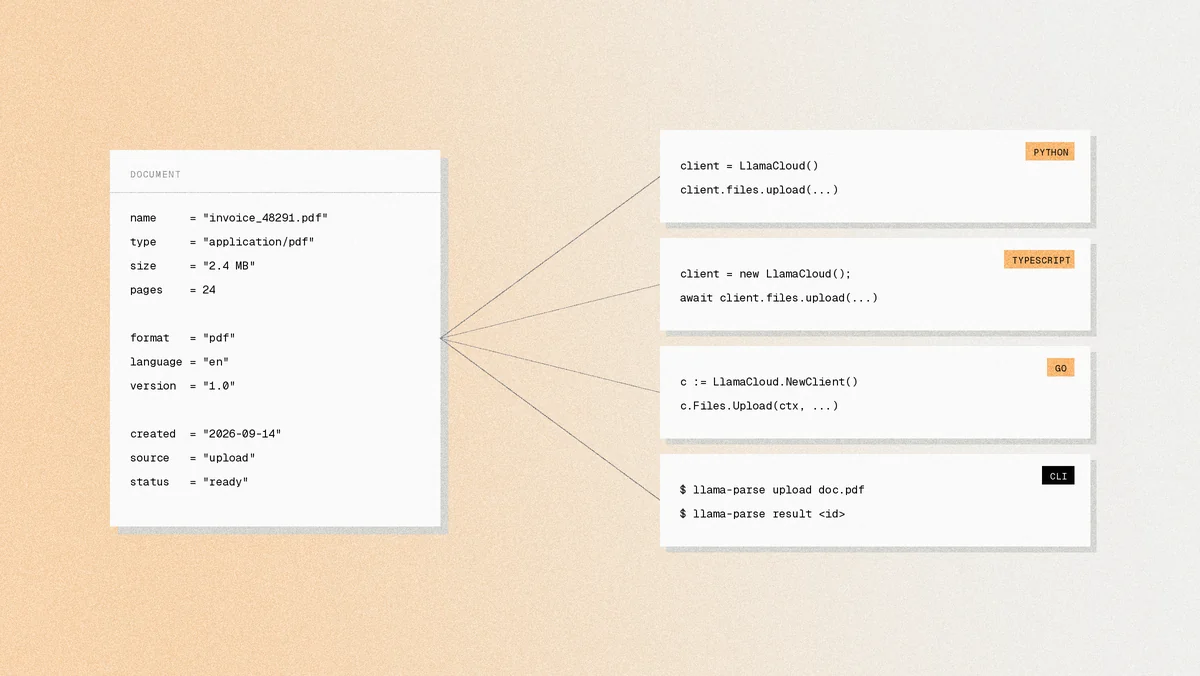 DOCUMENT
name = "invoice_48291.pdf"
type = "application/pdf"
size = "2.4 MB"
pages = 24
format = "pdf"
language = "en"
version = "1.0"
created = "2026-09-14"
source = "upload"
status = "ready"
PYTHON
client = LlamaCloud()
client.files.upload(...)
TYPESCRIPT
client = new LlamaCloud();
await client.files.upload(...)
GO
c := LlamaCloud.NewClient()
c.Files.Upload(ctx, ...)
CLI
$ llama-parse upload doc.pdf
$ llama-parse result <id>